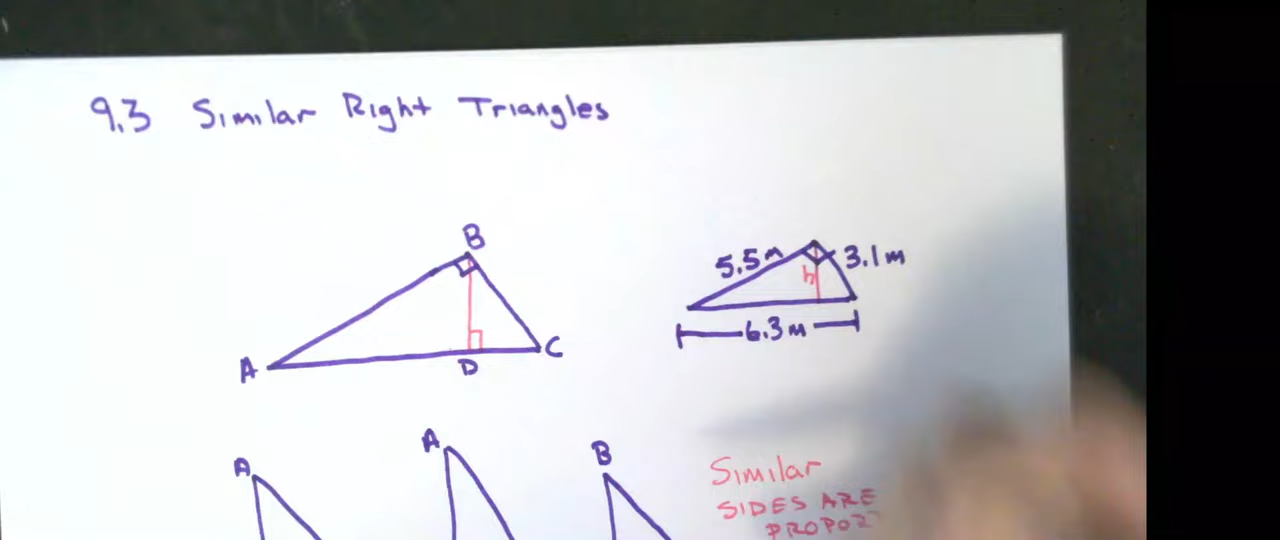 9.3 Similar Right Triangles
B
A
D
C
5.5m
3.1m
h
6.3m
A
A
B
Similar
SIDES ARE